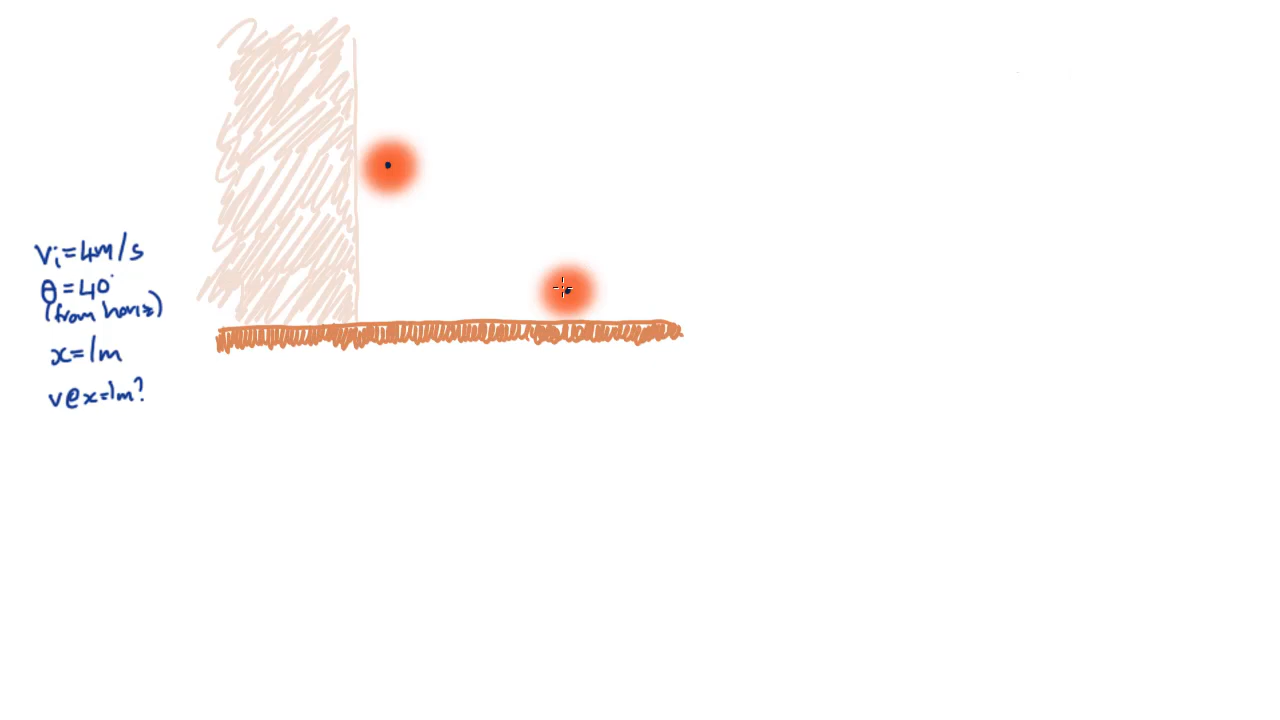 vi=4m/s
θ=40°
(from horiz)
x=1m
v@x=1m?